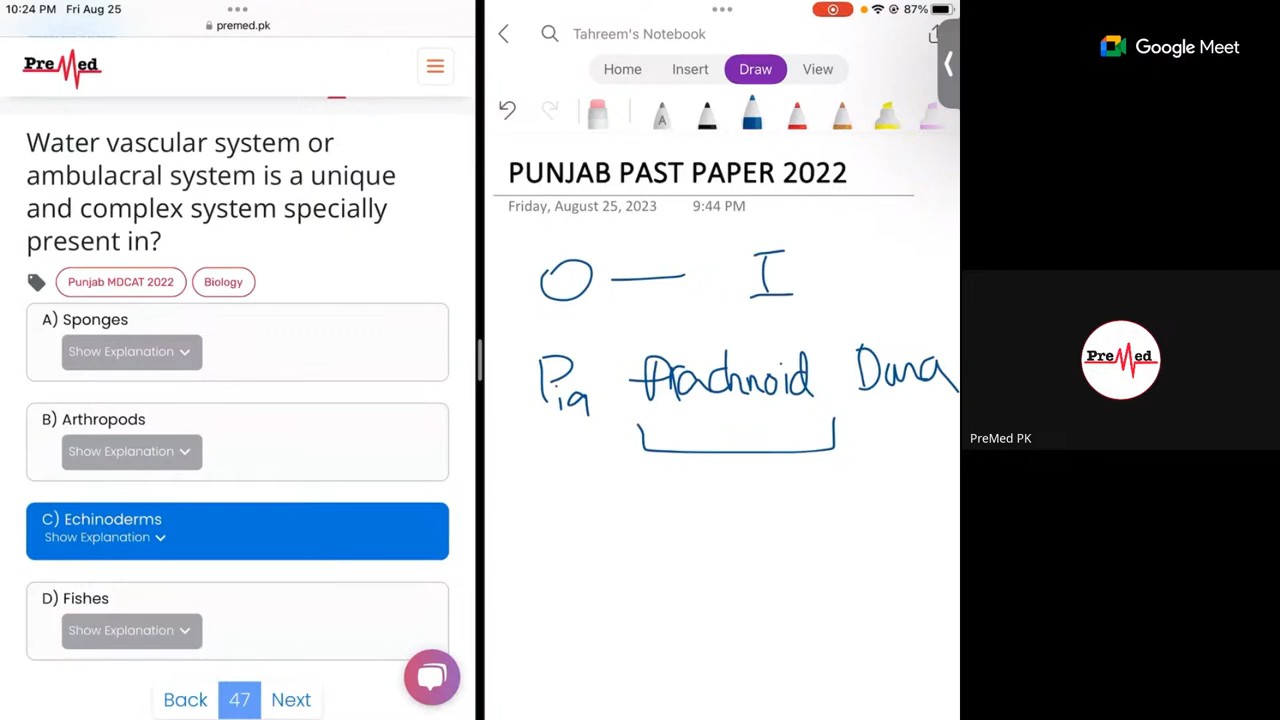 10:24 PM Fri Aug 25
premed.pk
PreMed
Water vascular system or
ambulacral system is a unique
and complex system specially
present in?
Punjab MDCAT 2022
Biology
A) Sponges
Show Explanation
B) Arthropods
Show Explanation
C) Echinoderms
Show Explanation
D) Fishes
Show Explanation
Back 47 Next
87%
Tahreem's Notebook
Home Insert Draw View
A
PUNJAB PAST PAPER 2022
Friday, August 25, 2023 9:44 PM
O — I
Pia Arachnoid Dura
Google Meet
PreMed
PreMed PK